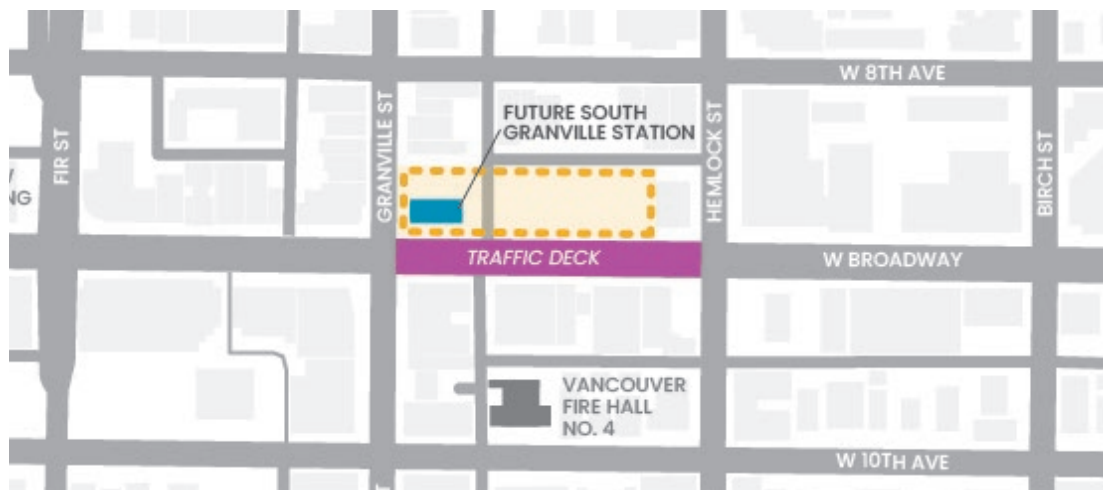 W 8TH AVE
FUTURE SOUTH
GRANVILLE STATION
FIR ST
GRANVILLE ST
HEMLOCK ST
BIRCH ST
NG
TRAFFIC DECK
W BROADWAY
VANCOUVER
FIRE HALL
NO. 4
W 10TH AVE